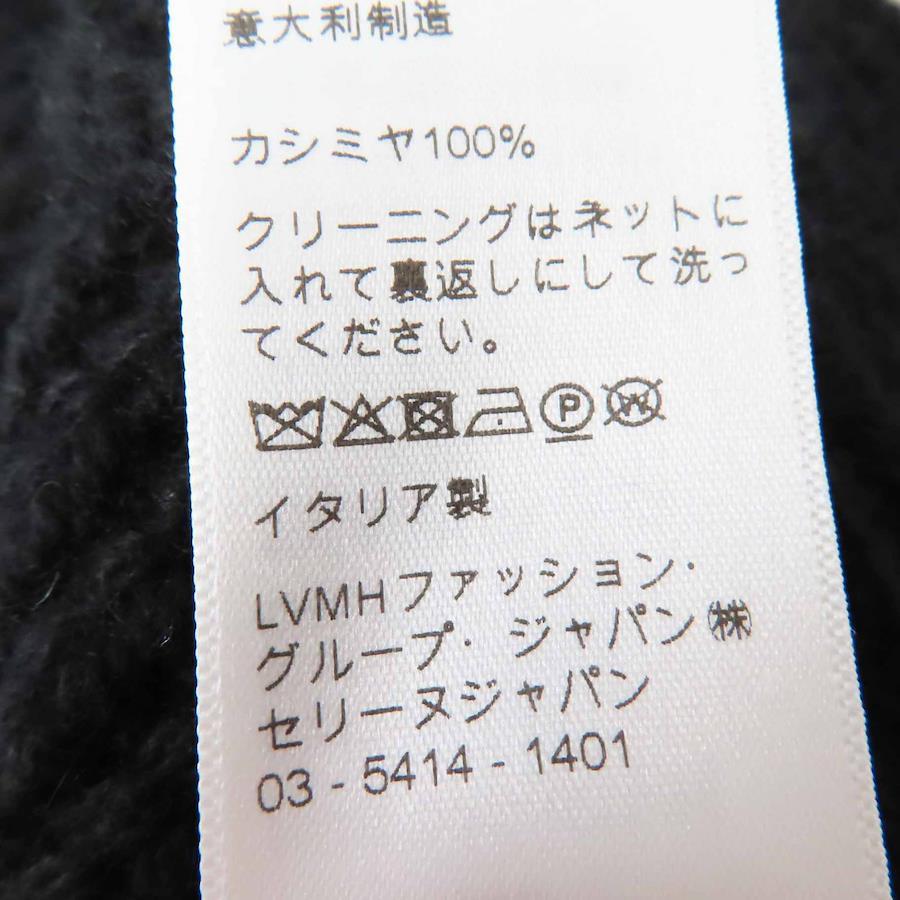 意大利制造
カシミヤ100%
クリーニングはネットに
入れて裏返しにして洗っ
てください。
P W
イタリア製
LVMHファッション・
グループ・ジャパン㈱
セリーヌジャパン
03 - 5414 - 1401